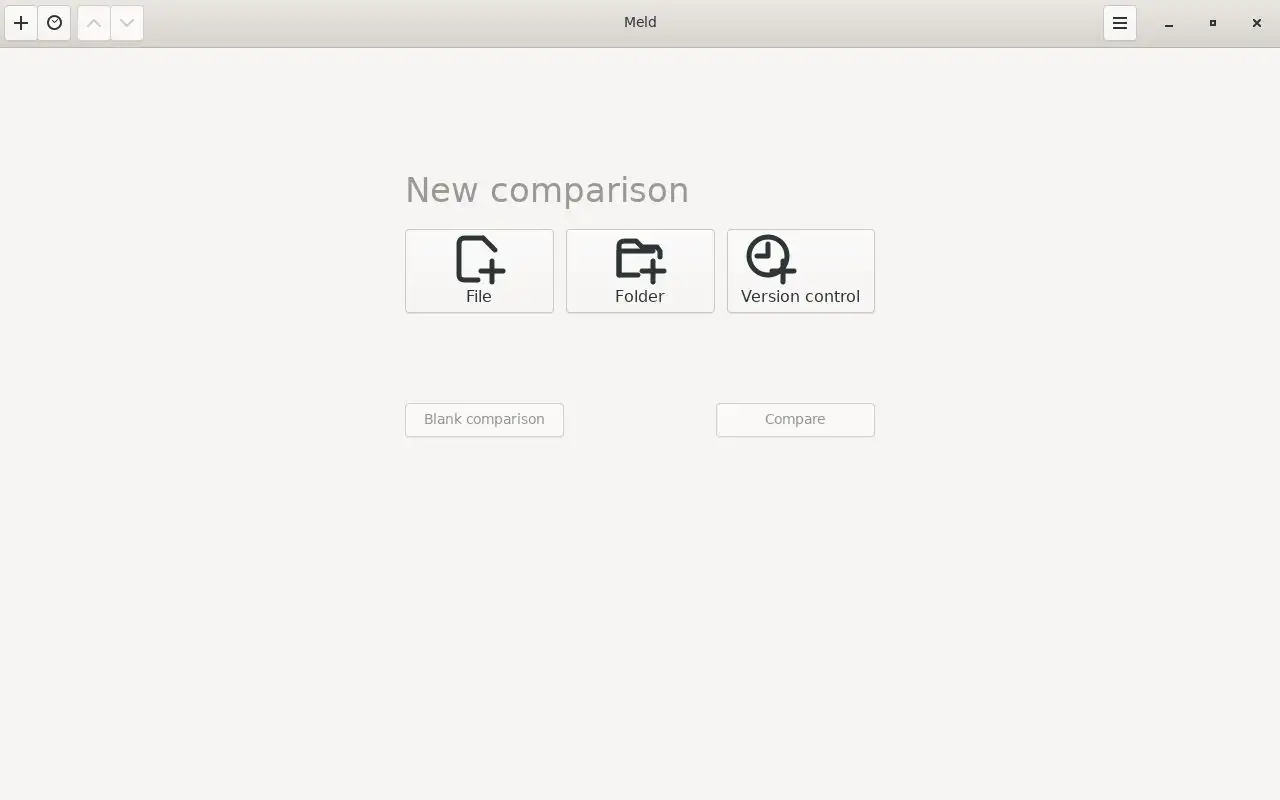 Meld
New comparison
File
Folder
Version control
Blank comparison
Compare